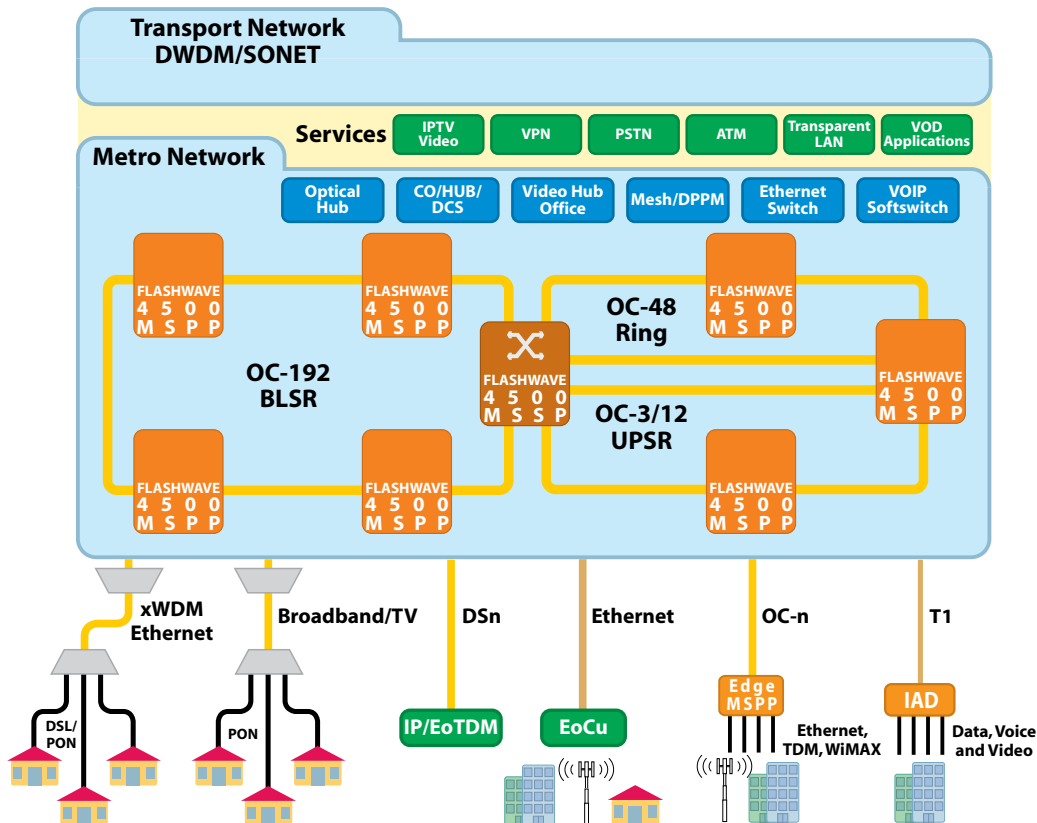 Transport Network
DWDM/SONET
Services
IPTV
Video
VPN
PSTN
ATM
Transparent
LAN
VOD
Applications
Metro Network
Optical
Hub
CO/HUB/
DCS
Video Hub
Office
Mesh/DPPM
Ethernet
Switch
VOIP
Softswitch
FLASHWAVE
4 5 0 0
M S P P
FLASHWAVE
4 5 0 0
M S P P
FLASHWAVE
4 5 0 0
M S P P
OC-48
Ring
OC-192
BLSR
FLASHWAVE
4 5 0 0
M S S P
FLASHWAVE
4 5 0 0
M S P P
OC-3/12
UPSR
FLASHWAVE
4 5 0 0
M S P P
FLASHWAVE
4 5 0 0
M S P P
FLASHWAVE
4 5 0 0
M S P P
xWDM
Ethernet
Broadband/TV
DSn
Ethernet
OC-n
T1
DSL/
PON
PON
IP/EoTDM
EoCu
Edge
MSPP
Ethernet,
TDM, WiMAX
IAD
Data, Voice
and Video